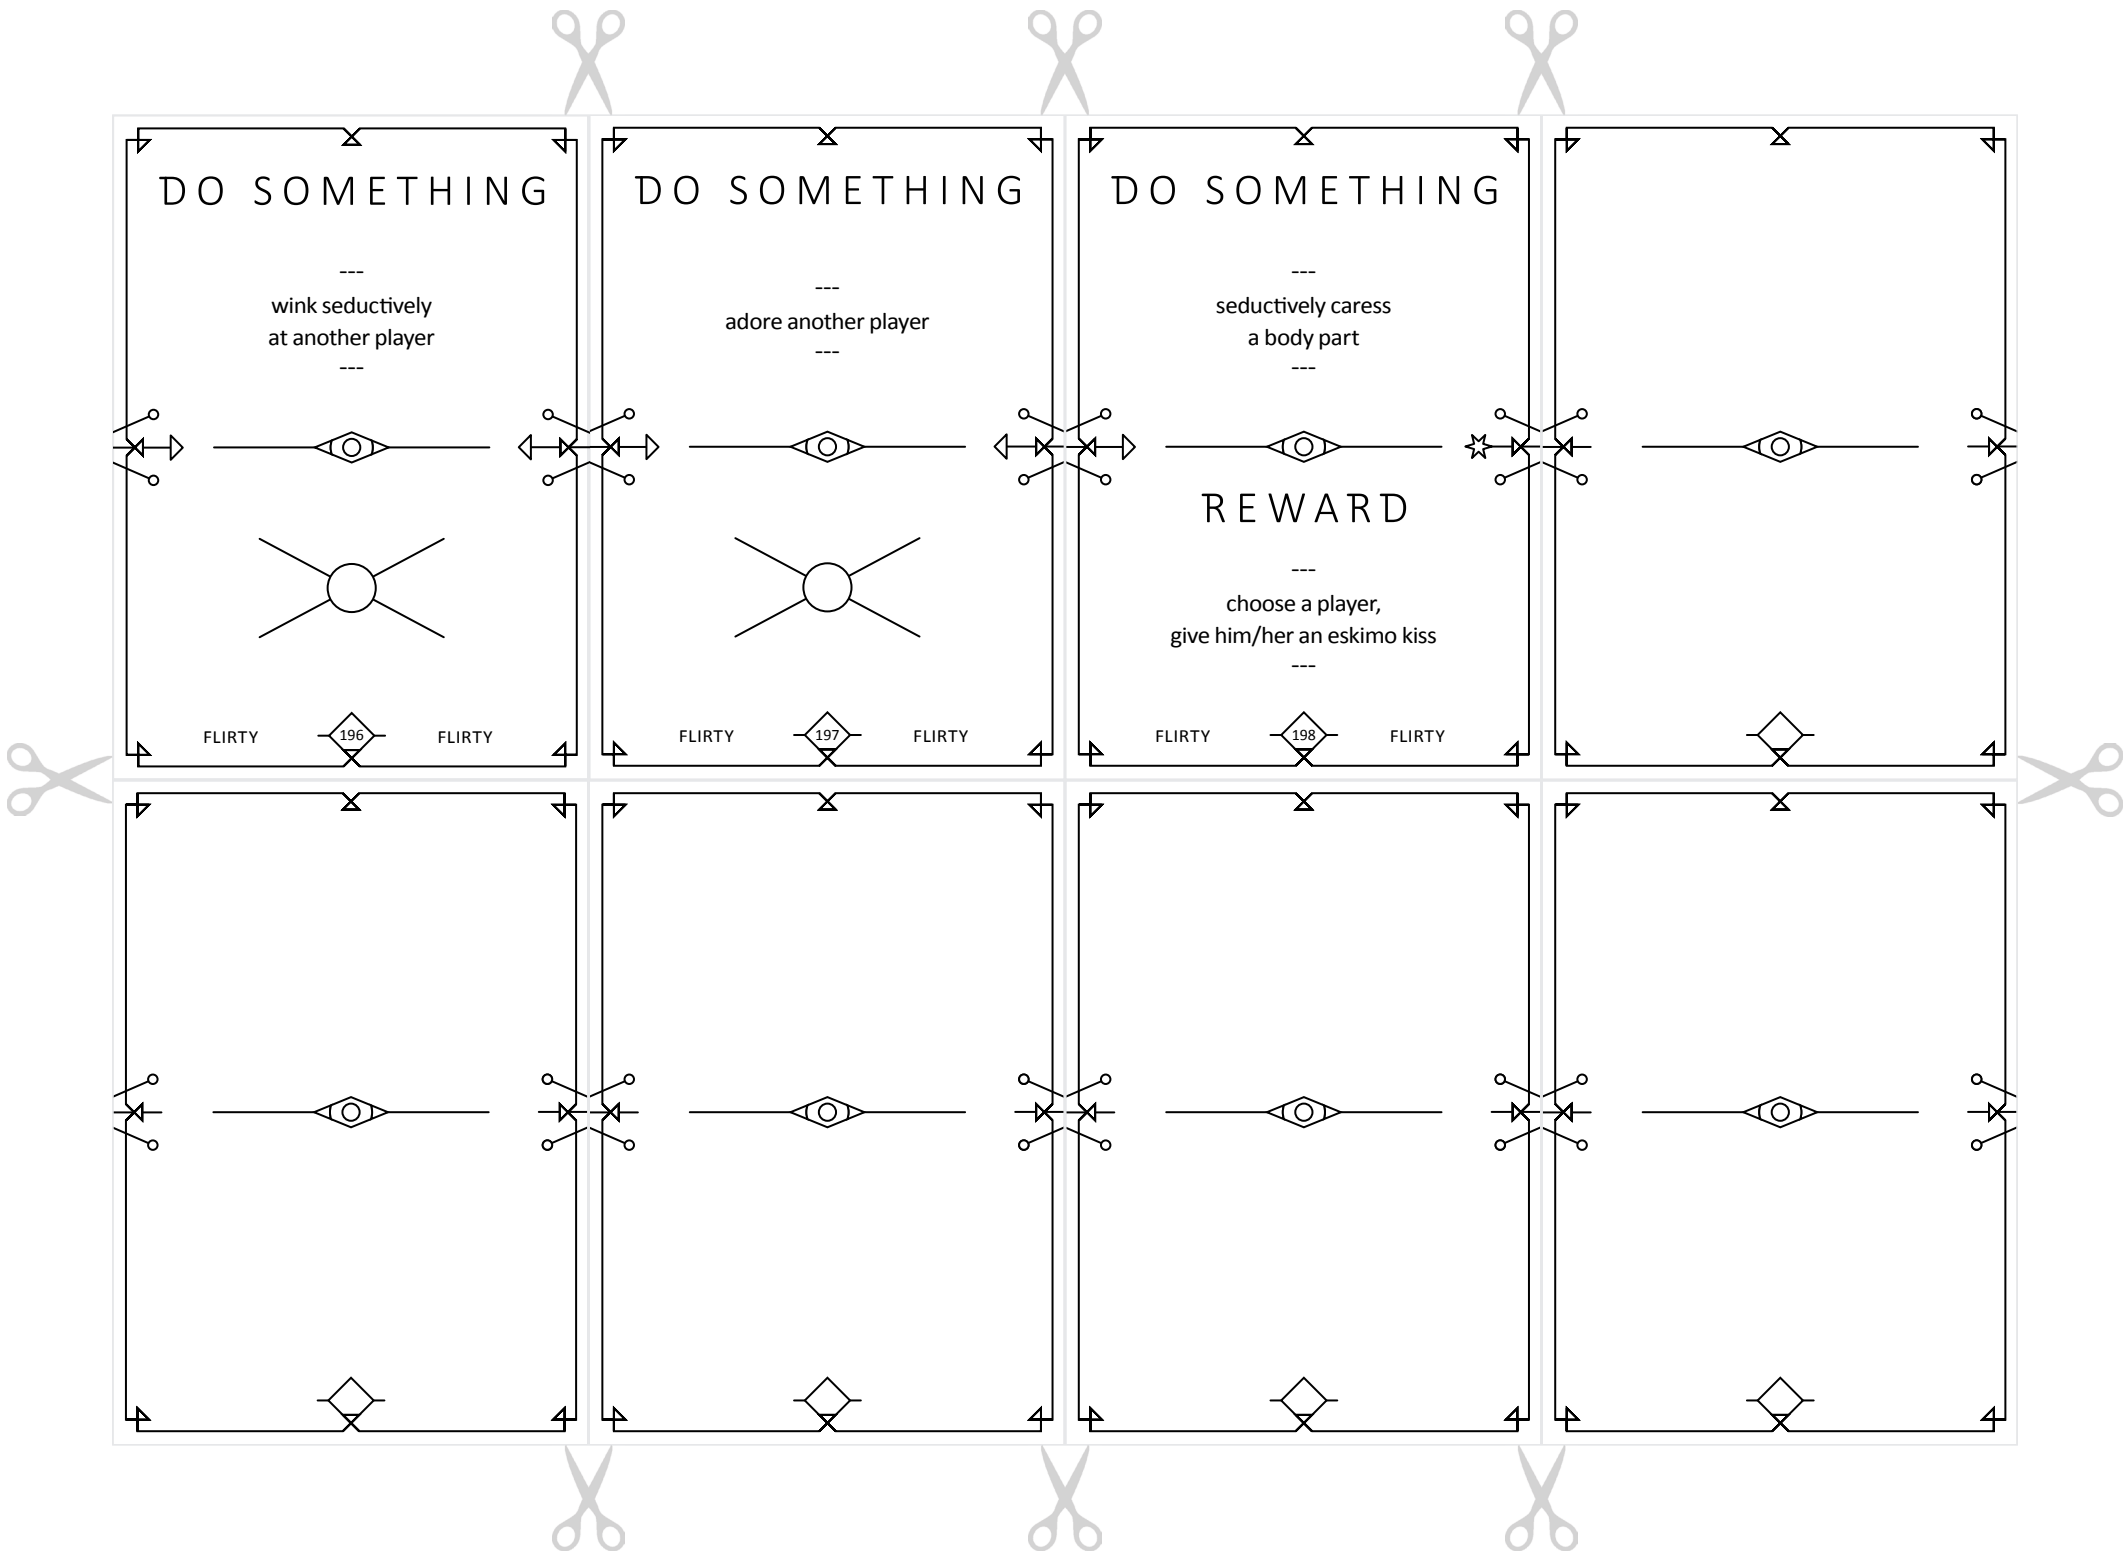 DO SOMETHING
---
wink seductively
at another player
---
FLIRTY 196 FLIRTY
DO SOMETHING
---
adore another player
---
FLIRTY 197 FLIRTY
DO SOMETHING
---
seductively caress
a body part
---
REWARD
---
choose a player,
give him/her an eskimo kiss
---
FLIRTY 198 FLIRTY